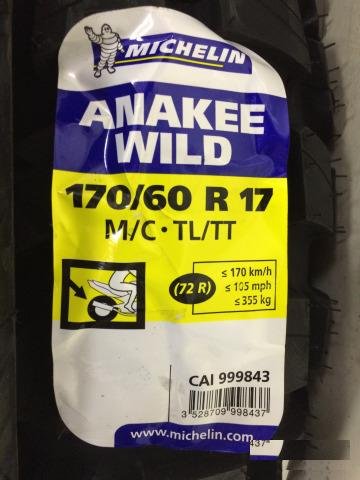 MICHELIN
ANAKEE
WILD
170/60 R 17
M/C · TL/TT
(72 R)
≤ 170 km/h
≤ 105 mph
≤ 355 kg
CAI 999843
3 528709 998437
www.michelin.com
437